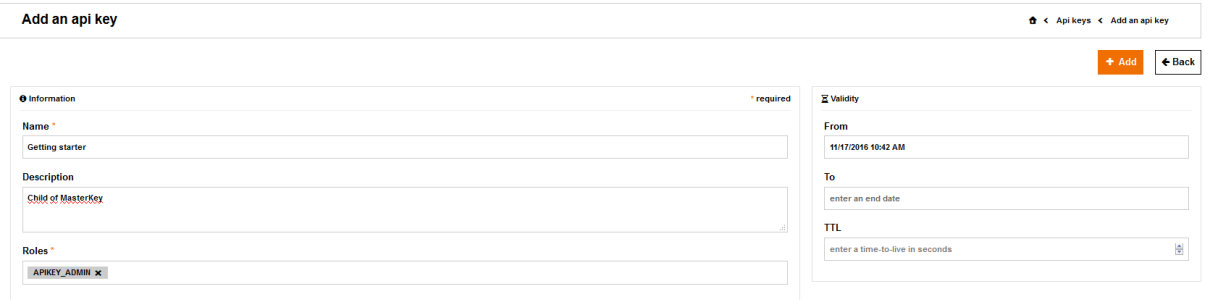 Add an api key
Api keys
Add an api key
+ Add
Back
Information
* required
Name *
Getting starter
Description
Child of MasterKey
Roles *
APIKEY_ADMIN ×
Validity
From
11/17/2016 10:42 AM
To
enter an end date
TTL
enter a time-to-live in seconds